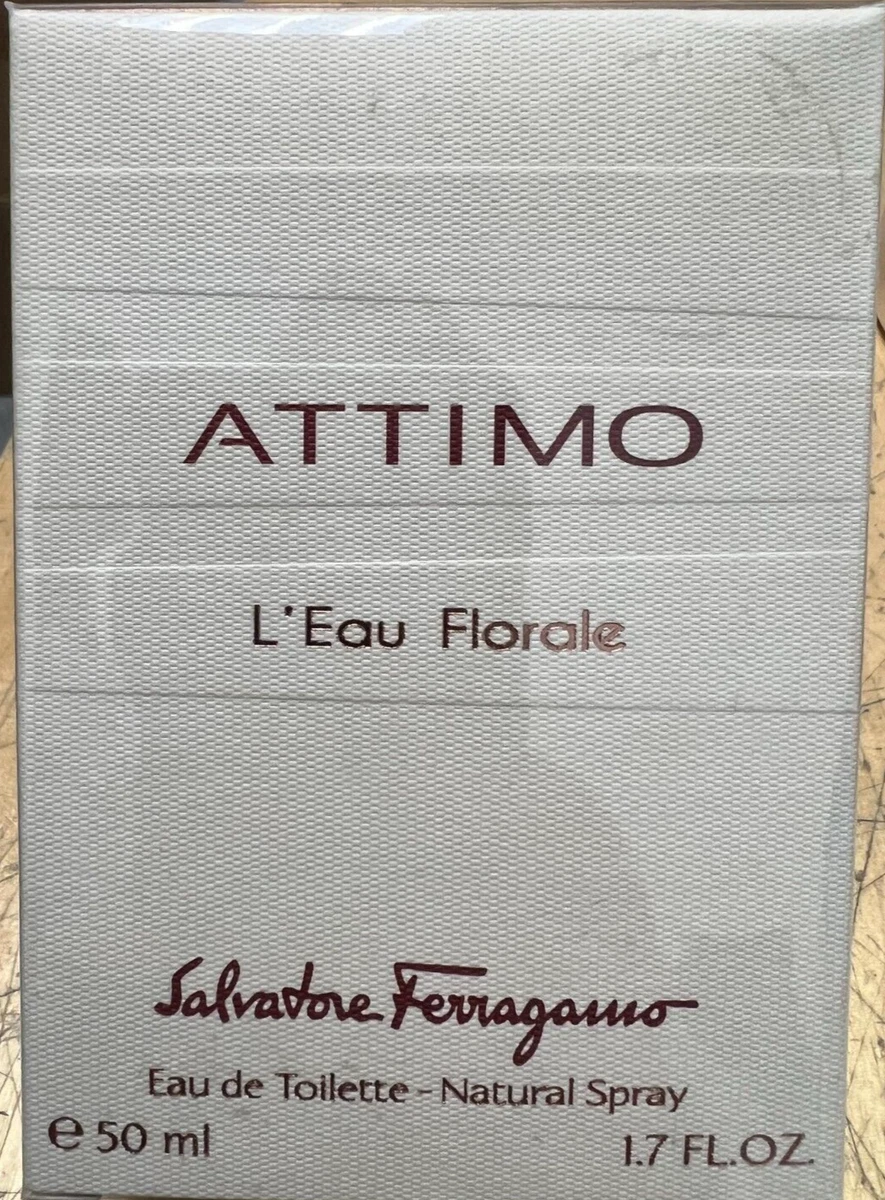 ATTIMO
L'Eau Florale
Salvatore Ferragamo
Eau de Toilette - Natural Spray
℮ 50 ml 1.7 FL.OZ.